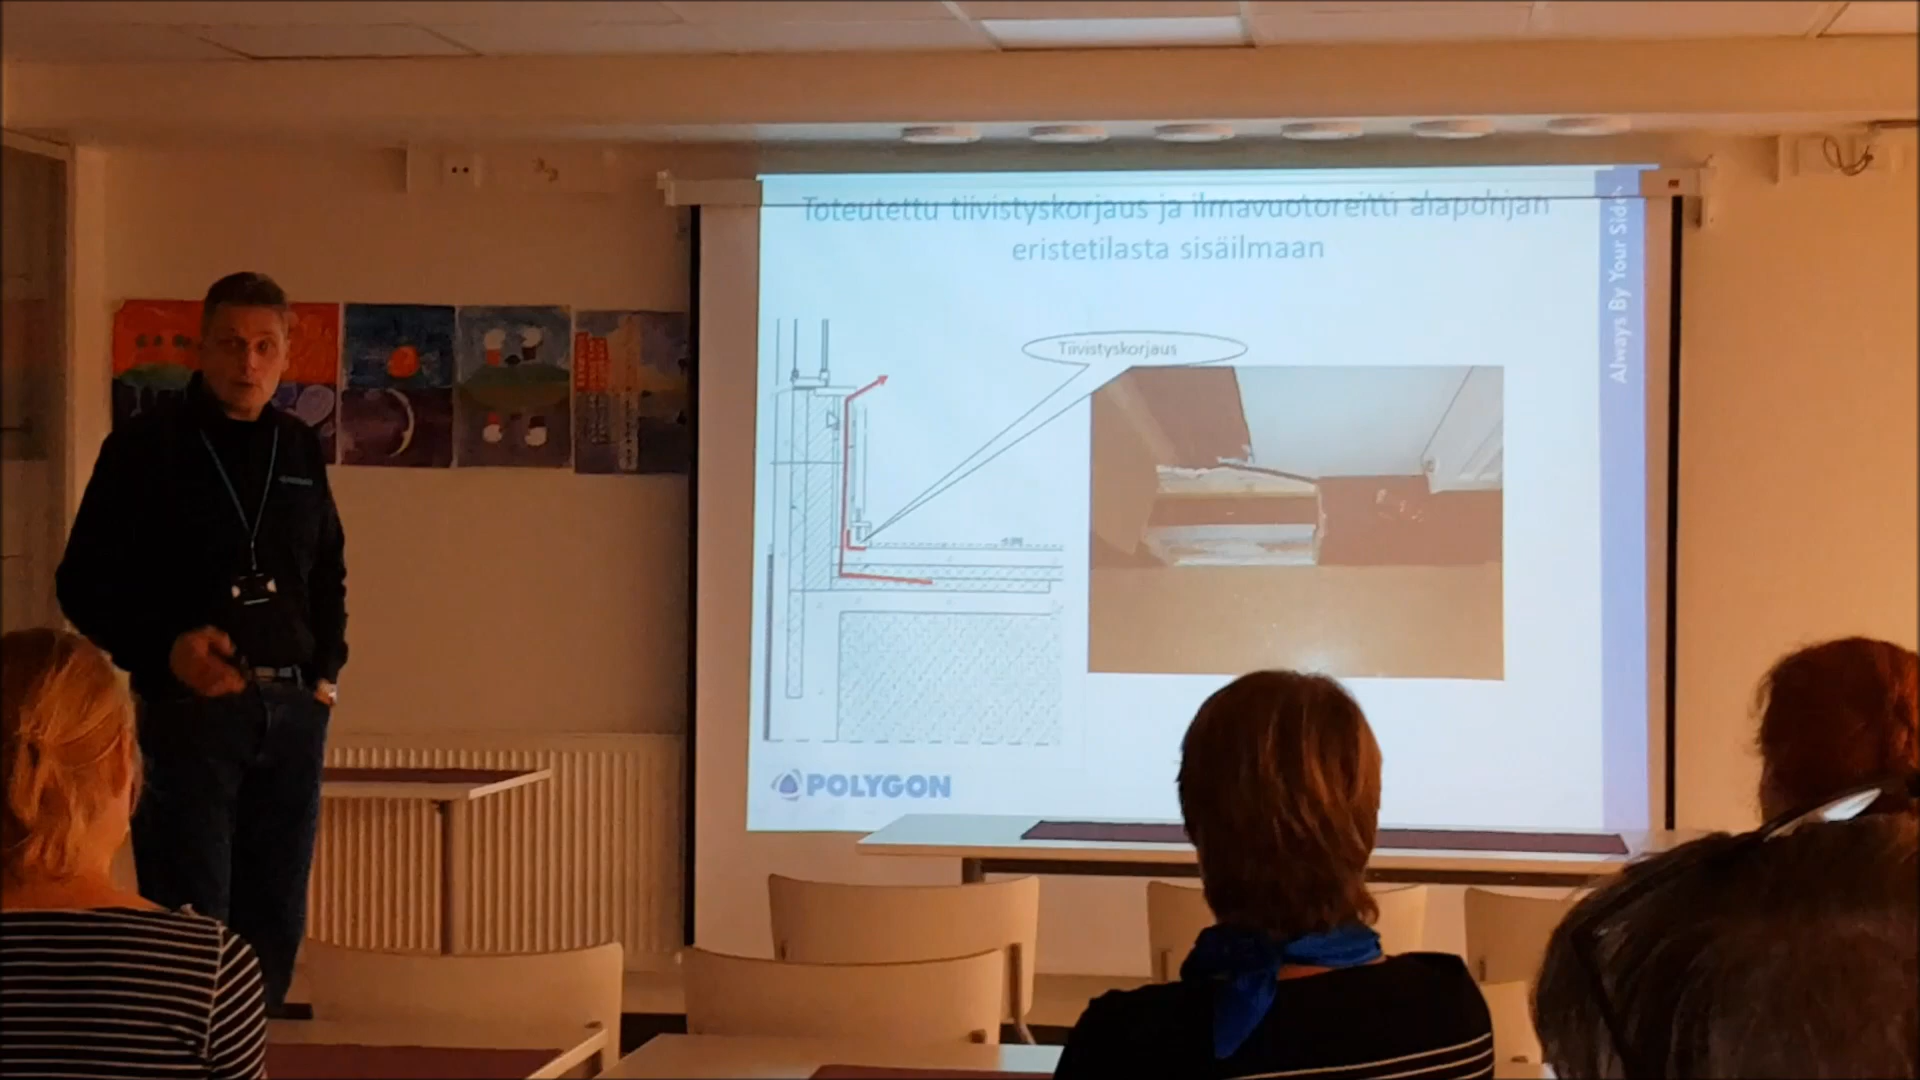 Toteutettu tiivistyskorjaus ja ilmavuotoreitti alapohjan
eristetilasta sisäilmaan
Tiivistyskorjaus
Always By Your Side
POLYGON